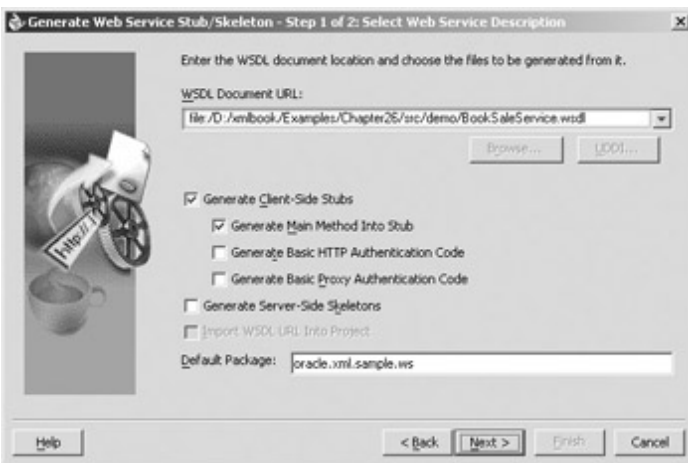 Generate Web Service Stub/Skeleton - Step 1 of 2: Select Web Service Description
Enter the WSDL document location and choose the files to be generated from it.
WSDL Document URL:
file:/D:/xmlbook/Examples/Chapter26/src/demo/BookSaleService.wsdl
Browse... UDDI...
Generate Client-Side Stubs
Generate Main Method Into Stub
Generate Basic HTTP Authentication Code
Generate Basic Proxy Authentication Code
Generate Server-Side Skeletons
Import WSDL URL Into Project
Default Package: oracle.xml.sample.ws
http://
Help < Back Next > Finish Cancel